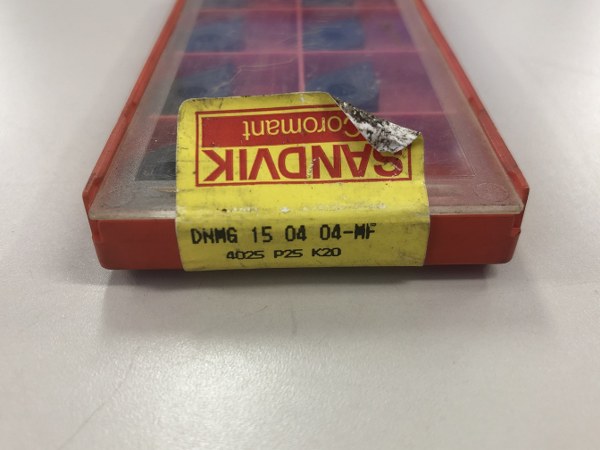 SANDVIK
Coromant
DNMG 15 04 04-MF
4025 P25 K20